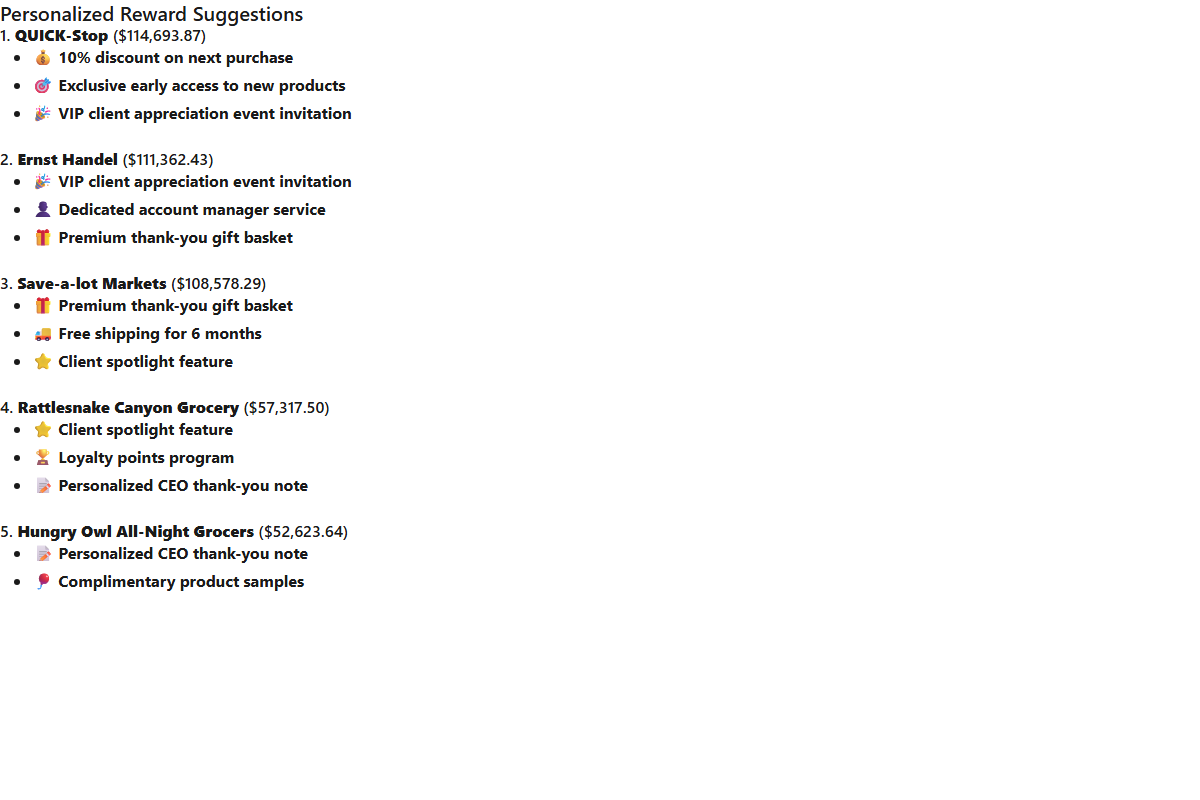 Personalized Reward Suggestions
1. QUICK-Stop ($114,693.87)
• 💰 10% discount on next purchase
• 🎯 Exclusive early access to new products
• 🎉 VIP client appreciation event invitation
2. Ernst Handel ($111,362.43)
• 🎉 VIP client appreciation event invitation
• 👤 Dedicated account manager service
• 🎁 Premium thank-you gift basket
3. Save-a-lot Markets ($108,578.29)
• 🎁 Premium thank-you gift basket
• 🚚 Free shipping for 6 months
• ⭐ Client spotlight feature
4. Rattlesnake Canyon Grocery ($57,317.50)
• ⭐ Client spotlight feature
• 🏆 Loyalty points program
• 📝 Personalized CEO thank-you note
5. Hungry Owl All-Night Grocers ($52,623.64)
• 📝 Personalized CEO thank-you note
• 🎈 Complimentary product samples